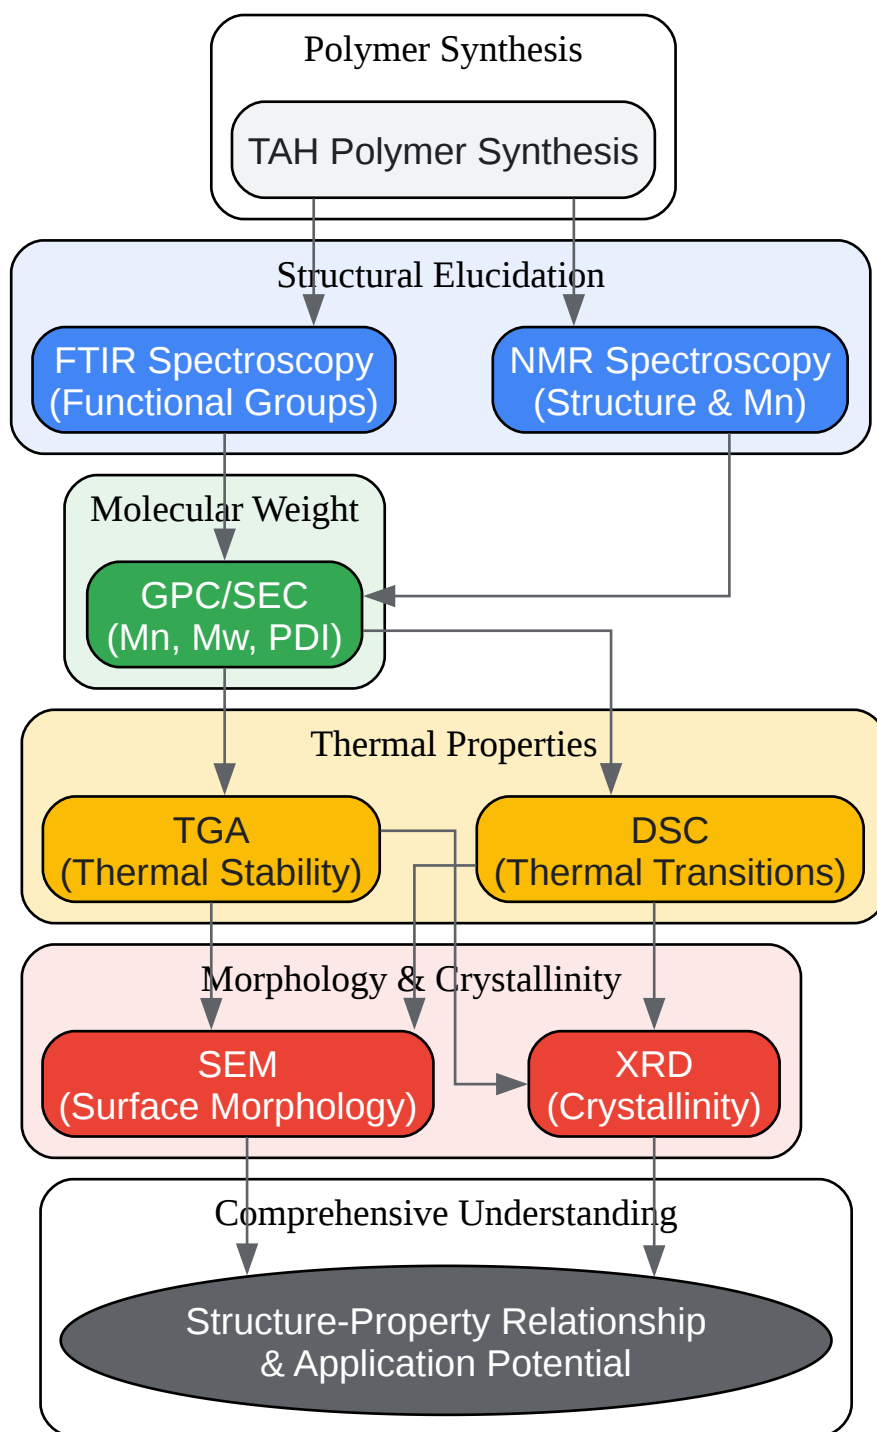 Polymer Synthesis
TAH Polymer Synthesis
Structural Elucidation
FTIR Spectroscopy
(Functional Groups)
NMR Spectroscopy
(Structure & Mn)
Molecular Weight
GPC/SEC
(Mn, Mw, PDI)
Thermal Properties
TGA
(Thermal Stability)
DSC
(Thermal Transitions)
Morphology & Crystallinity
SEM
(Surface Morphology)
XRD
(Crystallinity)
Comprehensive Understanding
Structure-Property Relationship
& Application Potential